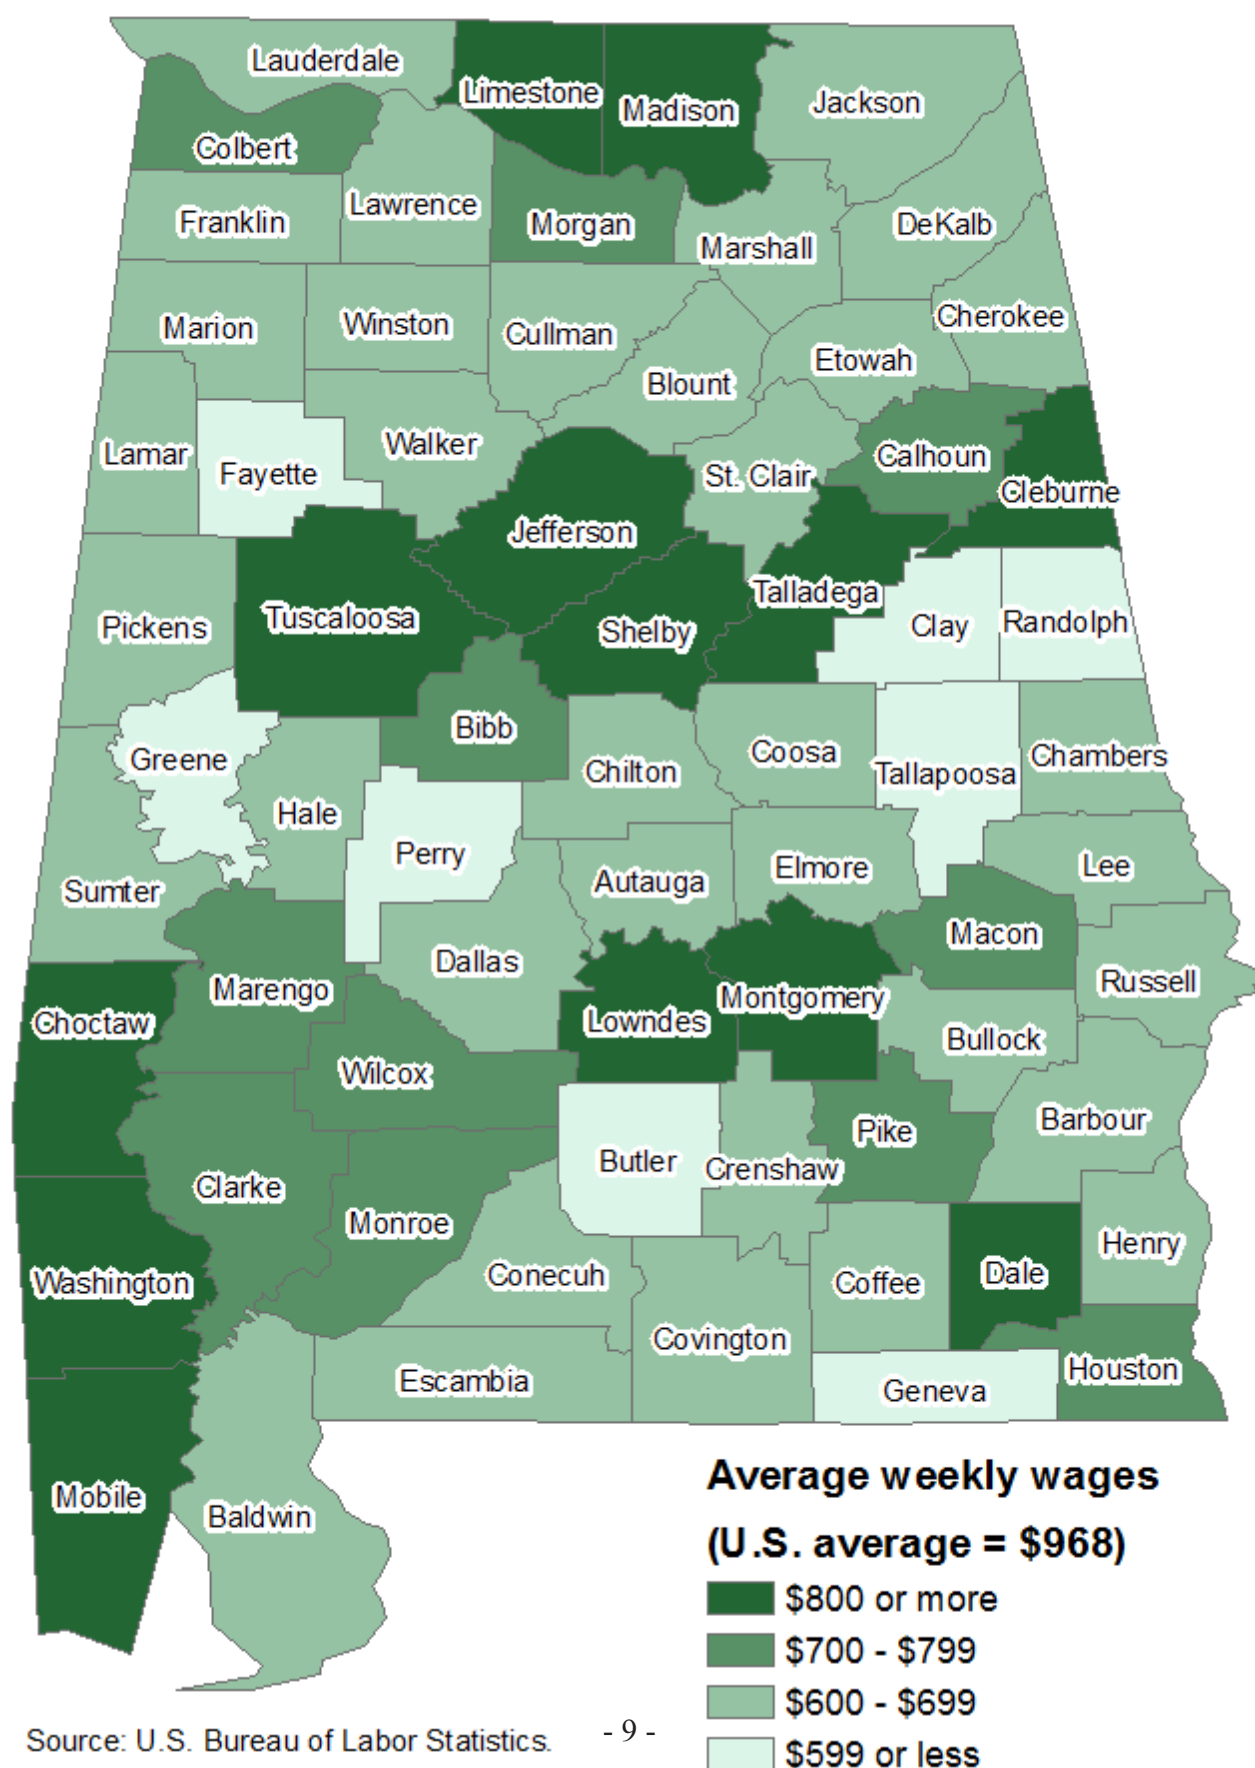 Lauderdale
Limestone
Madison
Jackson
Colbert
Lawrence
Franklin
Morgan
Marshall
DeKalb
Marion
Winston
Cullman
Cherokee
Blount
Etowah
Lamar
Fayette
Walker
St. Clair
Calhoun
Cleburne
Jefferson
Talladega
Pickens
Tuscaloosa
Shelby
Clay
Randolph
Greene
Bibb
Chilton
Coosa
Tallapoosa
Chambers
Hale
Perry
Sumter
Autauga
Elmore
Lee
Dallas
Macon
Marengo
Montgomery
Russell
Choctaw
Lowndes
Bullock
Wilcox
Barbour
Pike
Butler
Crenshaw
Clarke
Monroe
Henry
Washington
Conecuh
Coffee
Dale
Covington
Escambia
Geneva
Houston
Mobile
Baldwin
Average weekly wages
(U.S. average = $968)
$800 or more
$700 - $799
$600 - $699
$599 or less
Source: U.S. Bureau of Labor Statistics.
- 9 -